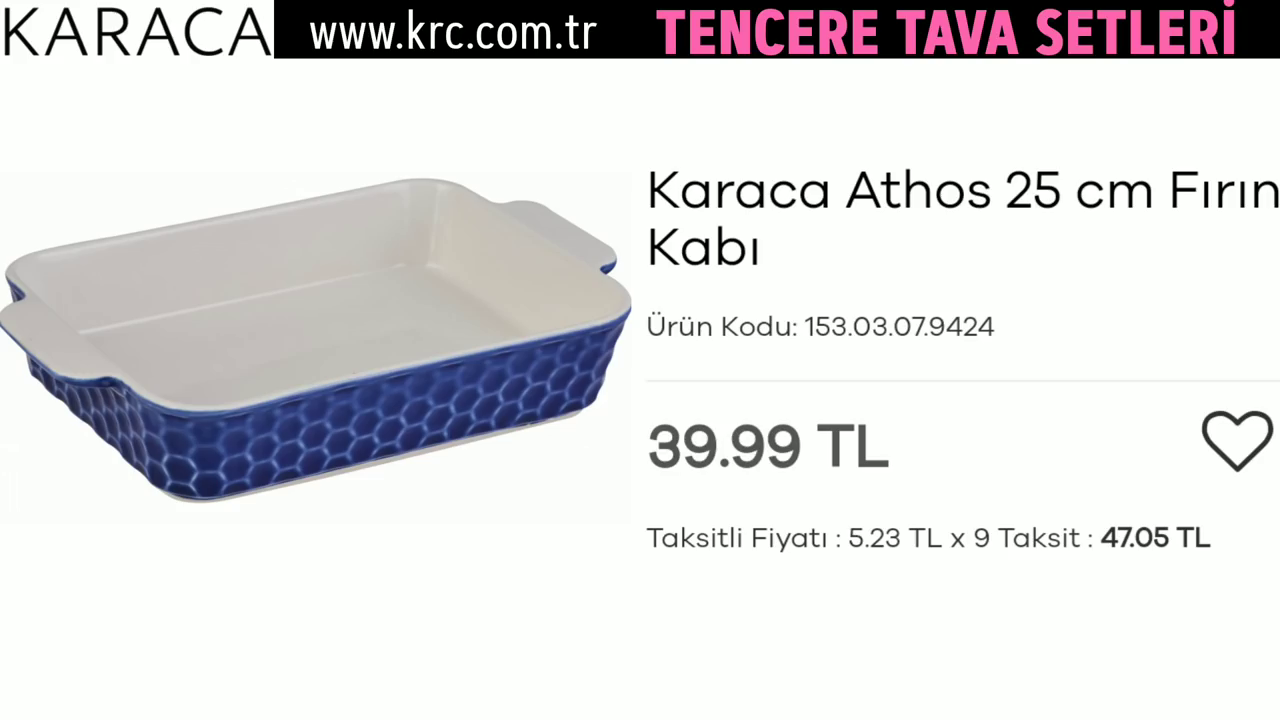 KARACA
www.krc.com.tr
TENCERE TAVA SETLERİ
Karaca Athos 25 cm Fırın
Kabı
Ürün Kodu: 153.03.07.9424
39.99 TL
Taksitli Fiyatı : 5.23 TL x 9 Taksit : 47.05 TL